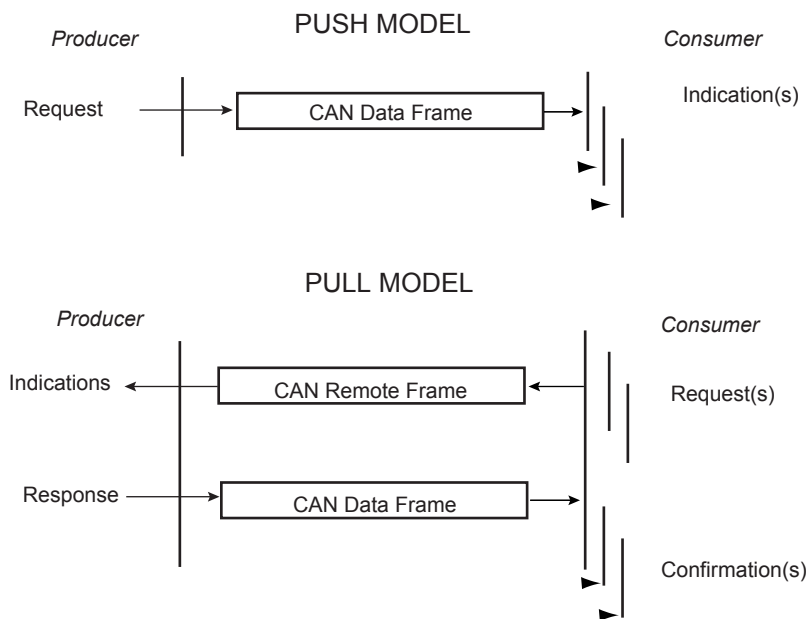 PUSH MODEL
Producer
Consumer
Request
CAN Data Frame
Indication(s)
PULL MODEL
Producer
Consumer
Indications
CAN Remote Frame
Request(s)
Response
CAN Data Frame
Confirmation(s)